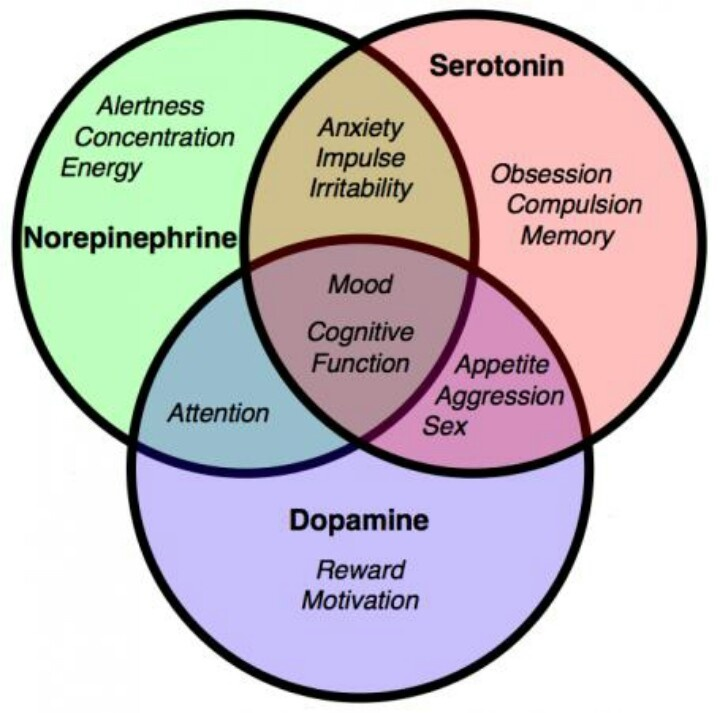 Serotonin
Alertness
Concentration
Energy
Anxiety
Impulse
Irritability
Obsession
Compulsion
Memory
Norepinephrine
Mood
Cognitive
Function
Appetite
Aggression
Sex
Attention
Dopamine
Reward
Motivation